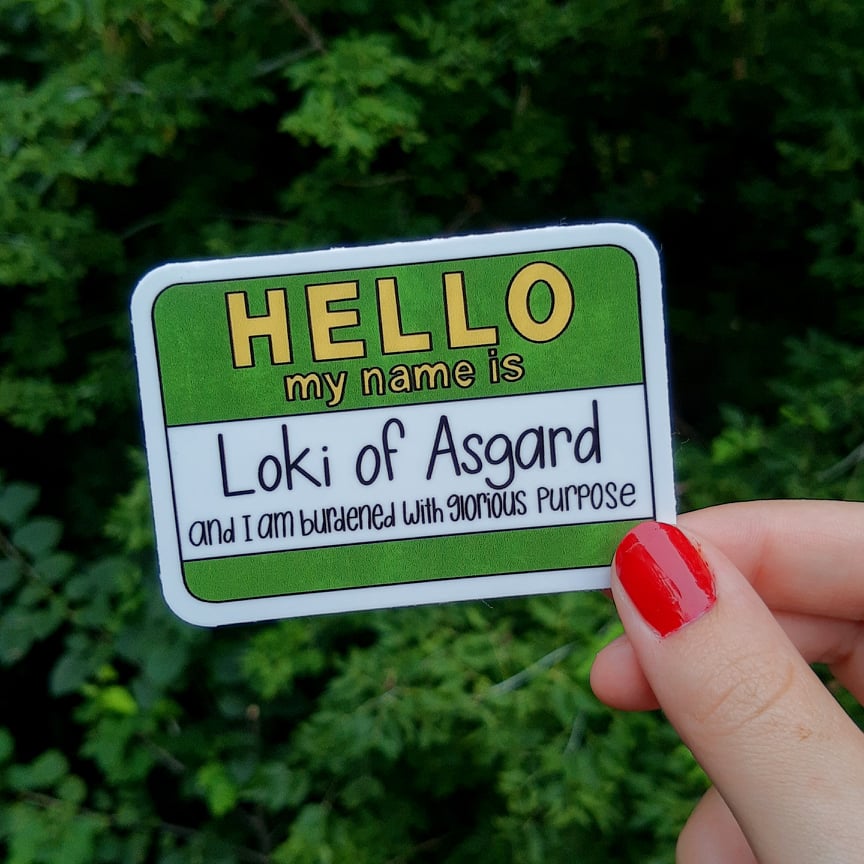 HELLO
my name is
Loki of Asgard
and I am burdened with glorious purpose